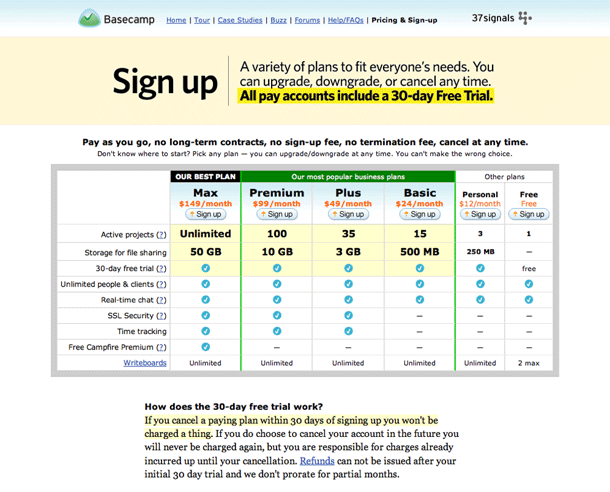 Basecamp Home | Tour | Case Studies | Buzz | Forums | Help/FAQs | Pricing & Sign-up 37signals
Sign up
A variety of plans to fit everyone's needs. You
can upgrade, downgrade, or cancel any time.
All pay accounts include a 30-day Free Trial.
Pay as you go, no long-term contracts, no sign-up fee, no termination fee, cancel at any time.
Don't know where to start? Pick any plan — you can upgrade/downgrade at any time. You can't make the wrong choice.
OUR BEST PLAN Our most popular business plans Other plans
Max Premium Plus Basic Personal Free
$149/month $99/month $49/month $24/month $12/month Free
Sign up Sign up Sign up Sign up Sign up Sign up
Active projects (?) Unlimited 100 35 15 3 1
Storage for file sharing 50 GB 10 GB 3 GB 500 MB 250 MB —
30-day free trial (?) free
Unlimited people & clients (?)
Real-time chat (?)
SSL Security (?) — — —
Time tracking — — —
Free Campfire Premium (?) — — — — —
Writeboards Unlimited Unlimited Unlimited Unlimited Unlimited 2 max
How does the 30-day free trial work?
If you cancel a paying plan within 30 days of signing up you won't be
charged a thing. If you do choose to cancel your account in the future you
will never be charged again, but you are responsible for charges already
incurred up until your cancellation. Refunds can not be issued after your
initial 30 day trial and we don't prorate for partial months.